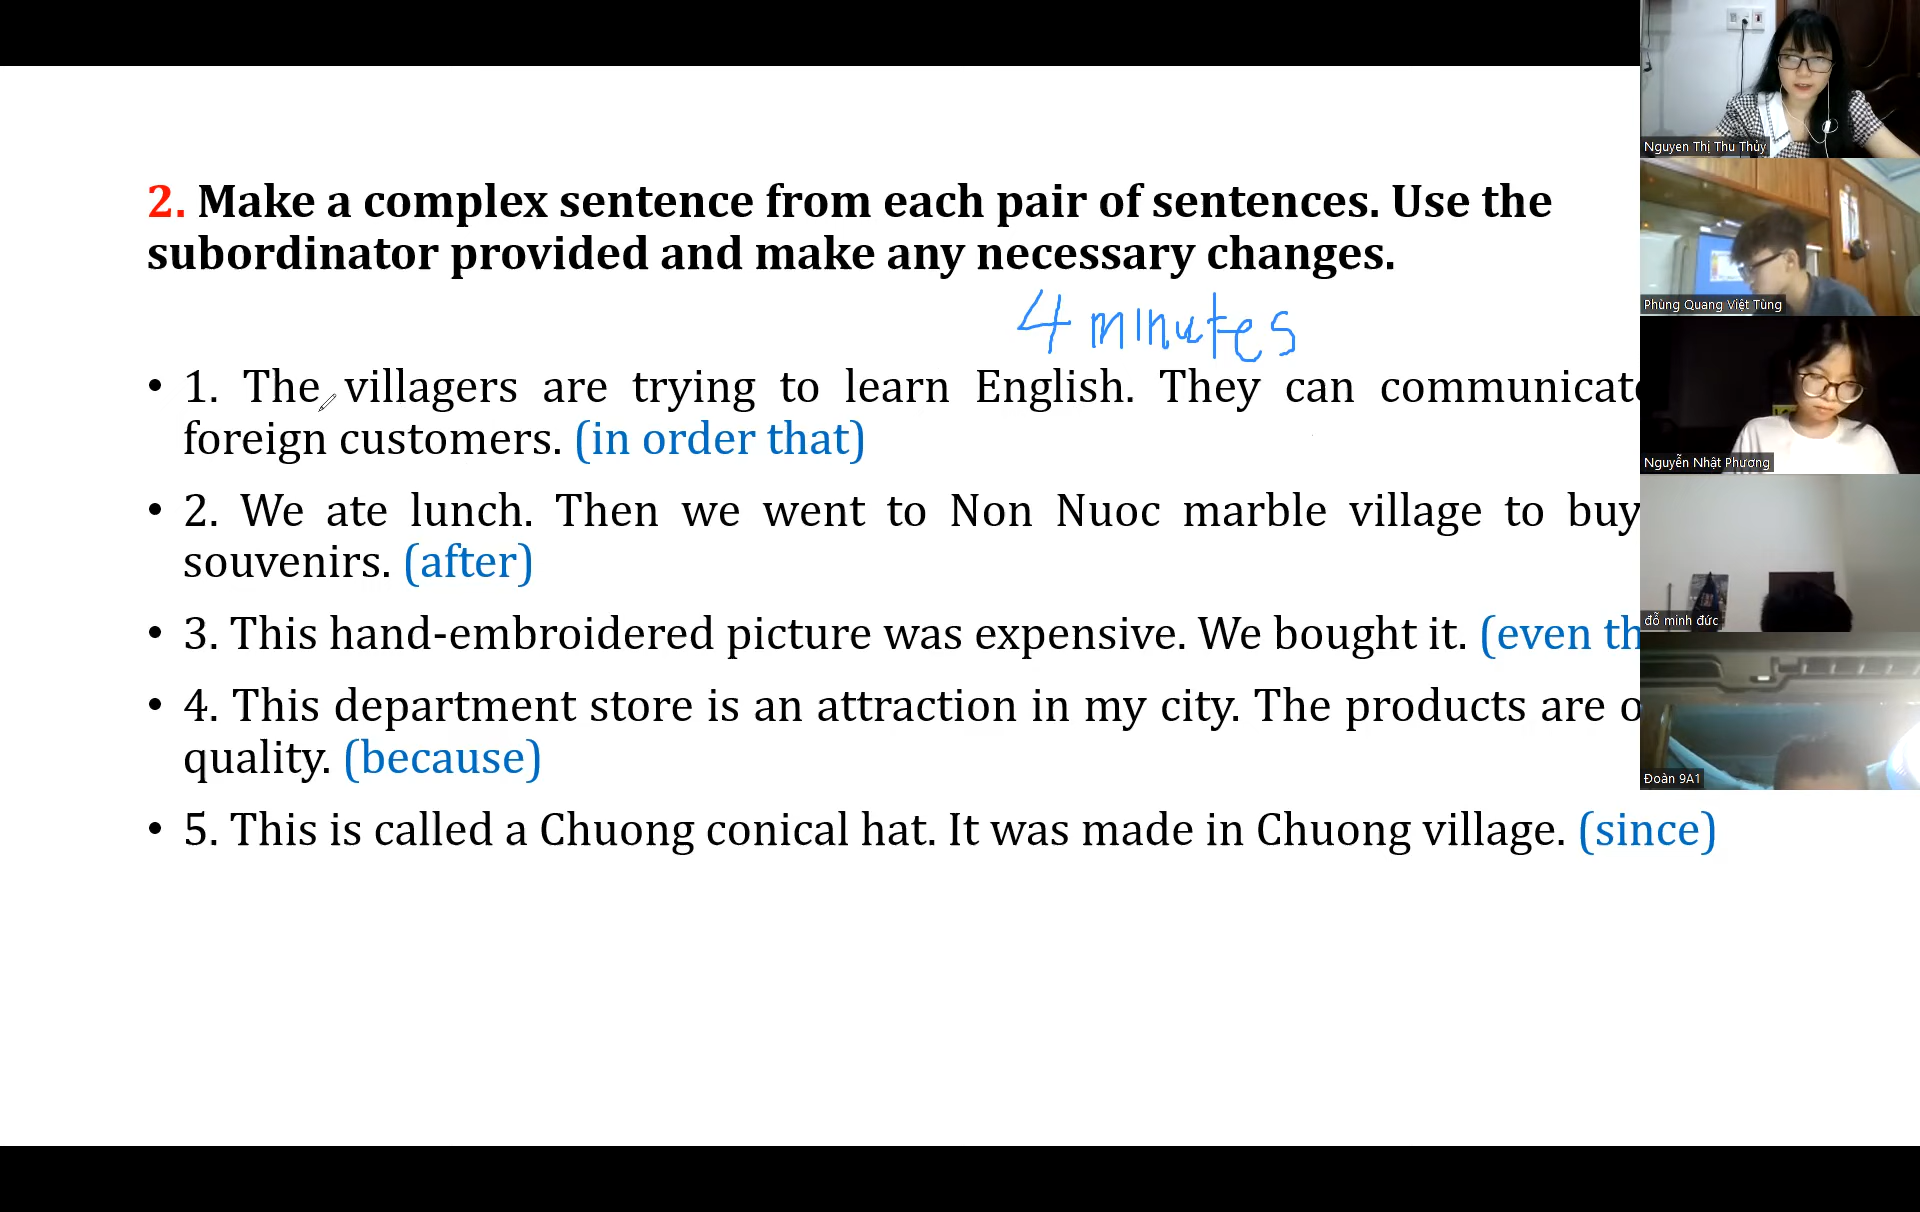 2. Make a complex sentence from each pair of sentences. Use the
subordinator provided and make any necessary changes.
4 minutes
• 1. The villagers are trying to learn English. They can communicate
foreign customers. (in order that)
• 2. We ate lunch. Then we went to Non Nuoc marble village to buy
souvenirs. (after)
• 3. This hand-embroidered picture was expensive. We bought it. (even
• 4. This department store is an attraction in my city. The products are
quality. (because)
• 5. This is called a Chuong conical hat. It was made in Chuong village. (since)
Nguyen Thị Thu Thủy
Phùng Quang Việt Tùng
Nguyễn Nhật Phương
đỗ minh đức
Đoàn 9A1